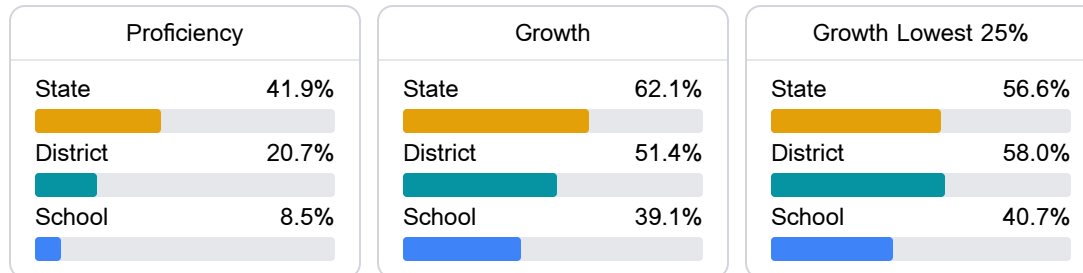 Proficiency
State 41.9%
District 20.7%
School 8.5%
Growth
State 62.1%
District 51.4%
School 39.1%
Growth Lowest 25%
State 56.6%
District 58.0%
School 40.7%